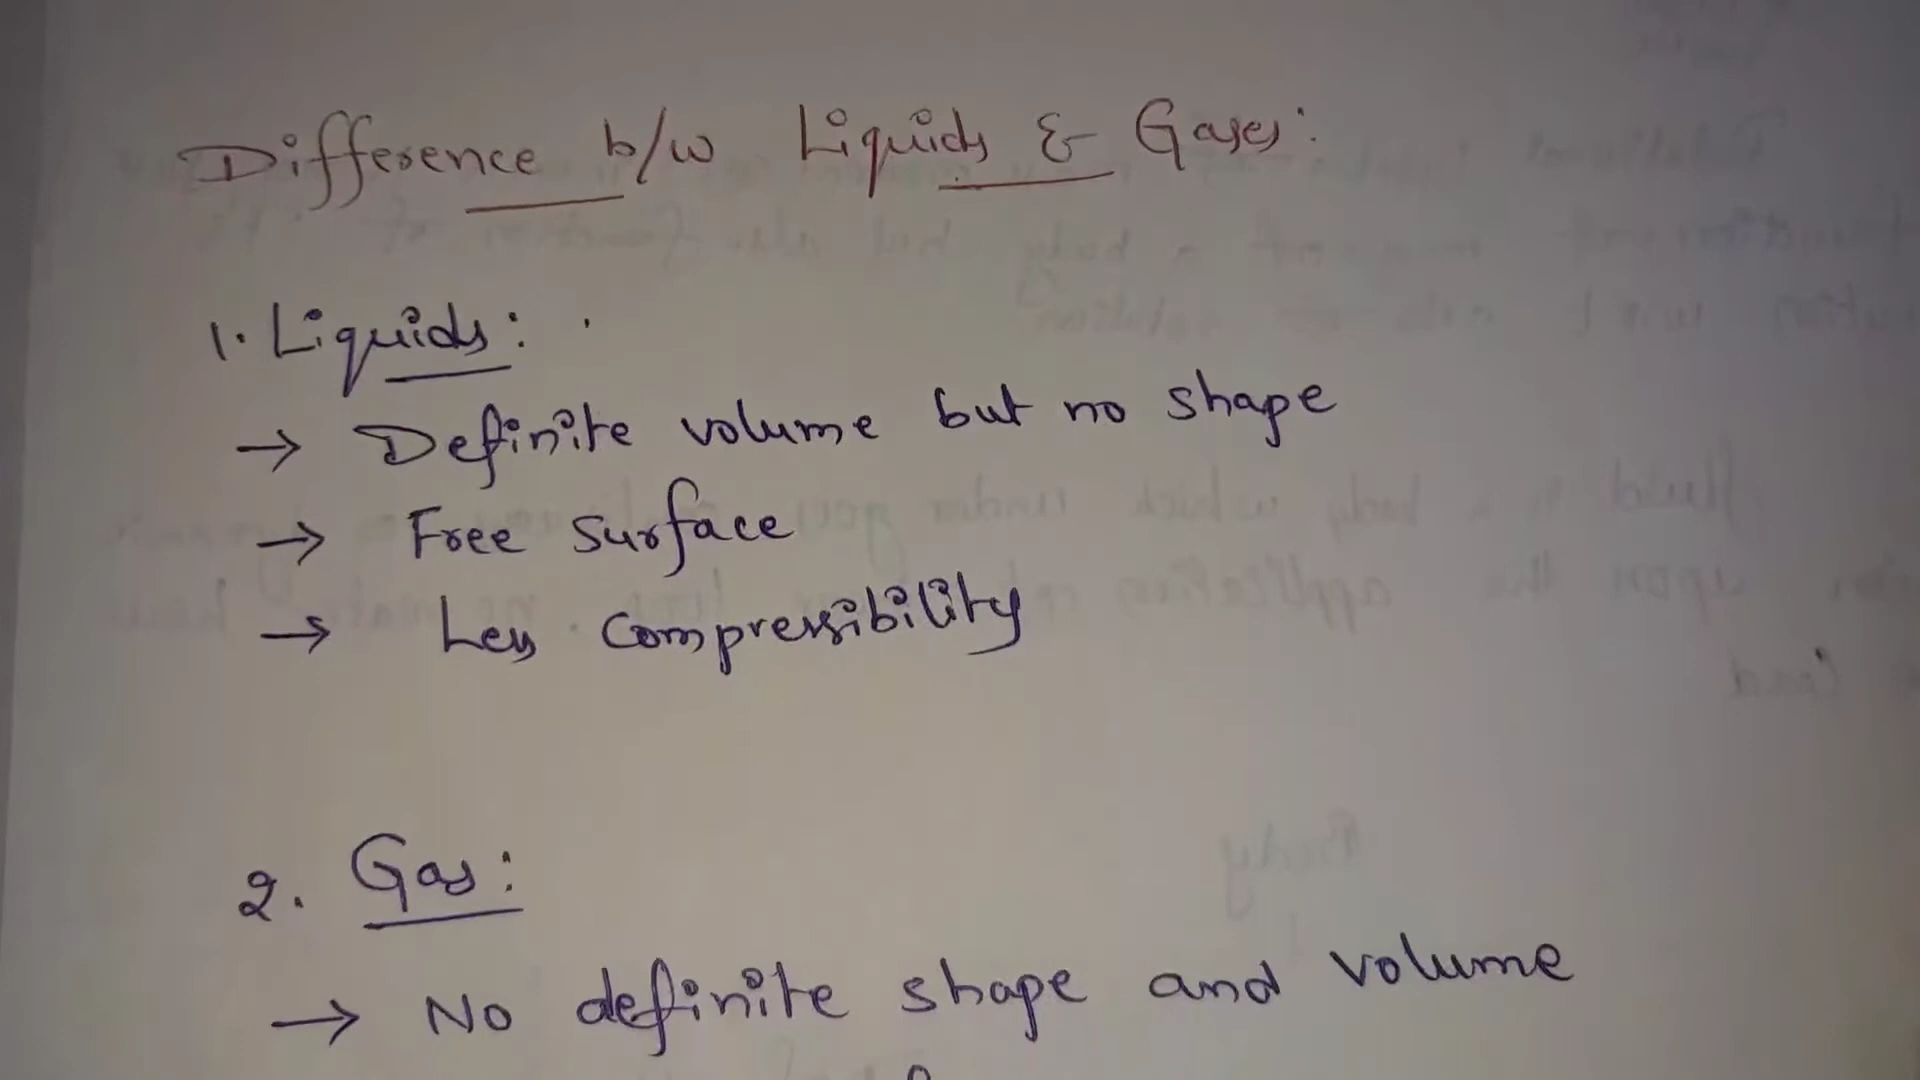 Difference b/w Liquids & Gases:
1. Liquids:
→ Definite volume but no shape
→ Free surface
→ Less compressibility
2. Gas:
→ No definite shape and volume